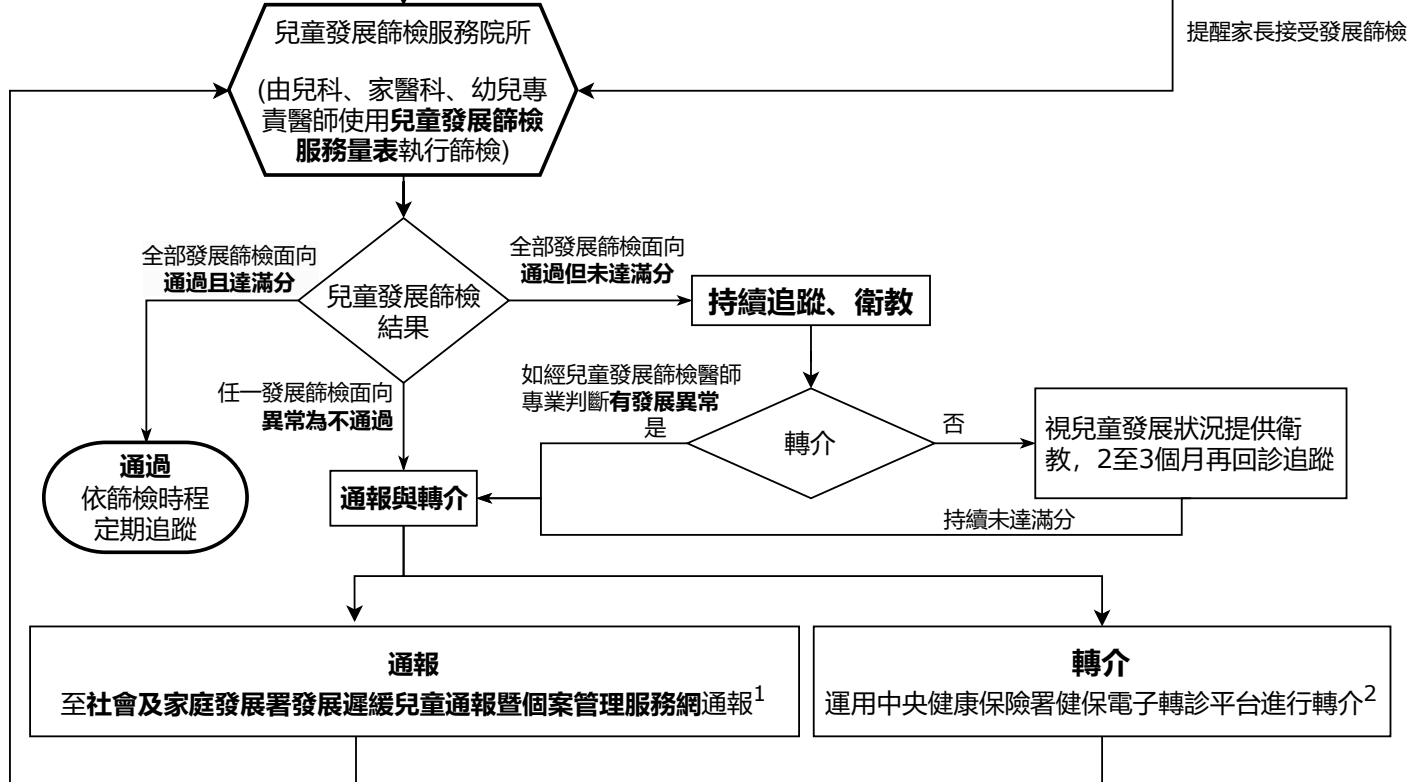 兒童發展篩檢服務院所
(由兒科、家醫科、幼兒專
責醫師使用兒童發展篩檢
服務量表執行篩檢)
提醒家長接受發展篩檢
全部發展篩檢面向
通過且達滿分
兒童發展篩檢
結果
全部發展篩檢面向
通過但未達滿分
持續追蹤、衛教
任一發展篩檢面向
異常為不通過
如經兒童發展篩檢醫師
專業判斷有發展異常
是
轉介
否
視兒童發展狀況提供衛
教，2至3個月再回診追蹤
通過
依篩檢時程
定期追蹤
通報與轉介
持續未達滿分
通報
至社會及家庭發展署發展遲緩兒童通報暨個案管理服務網通報1
轉介
運用中央健康保險署健保電子轉診平台進行轉介2